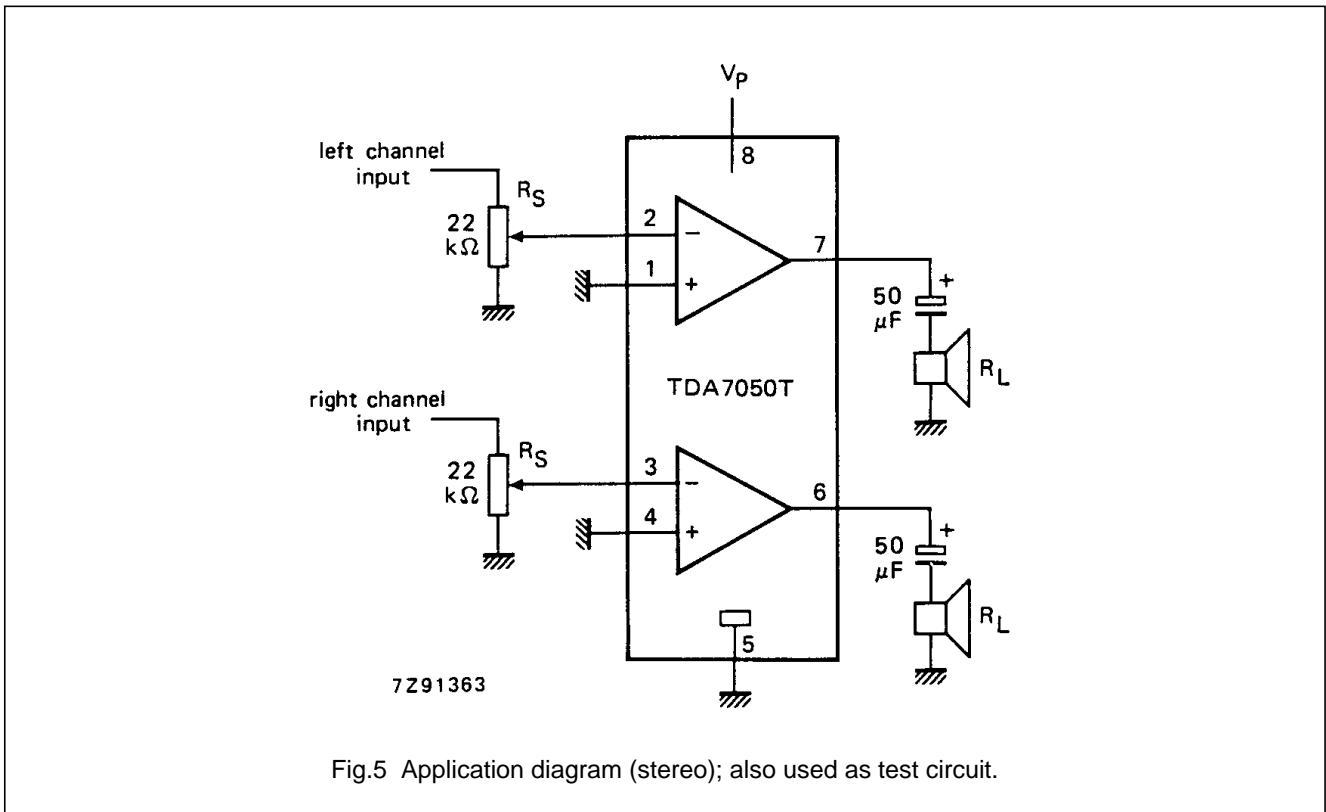 V_P
8
left channel
input
R_S
22
kΩ
2
−
1
+
7
+
50
μF
R_L
TDA7050T
right channel
input
R_S
22
kΩ
3
−
4
+
6
+
50
μF
R_L
5
7Z91363
Fig.5 Application diagram (stereo); also used as test circuit.